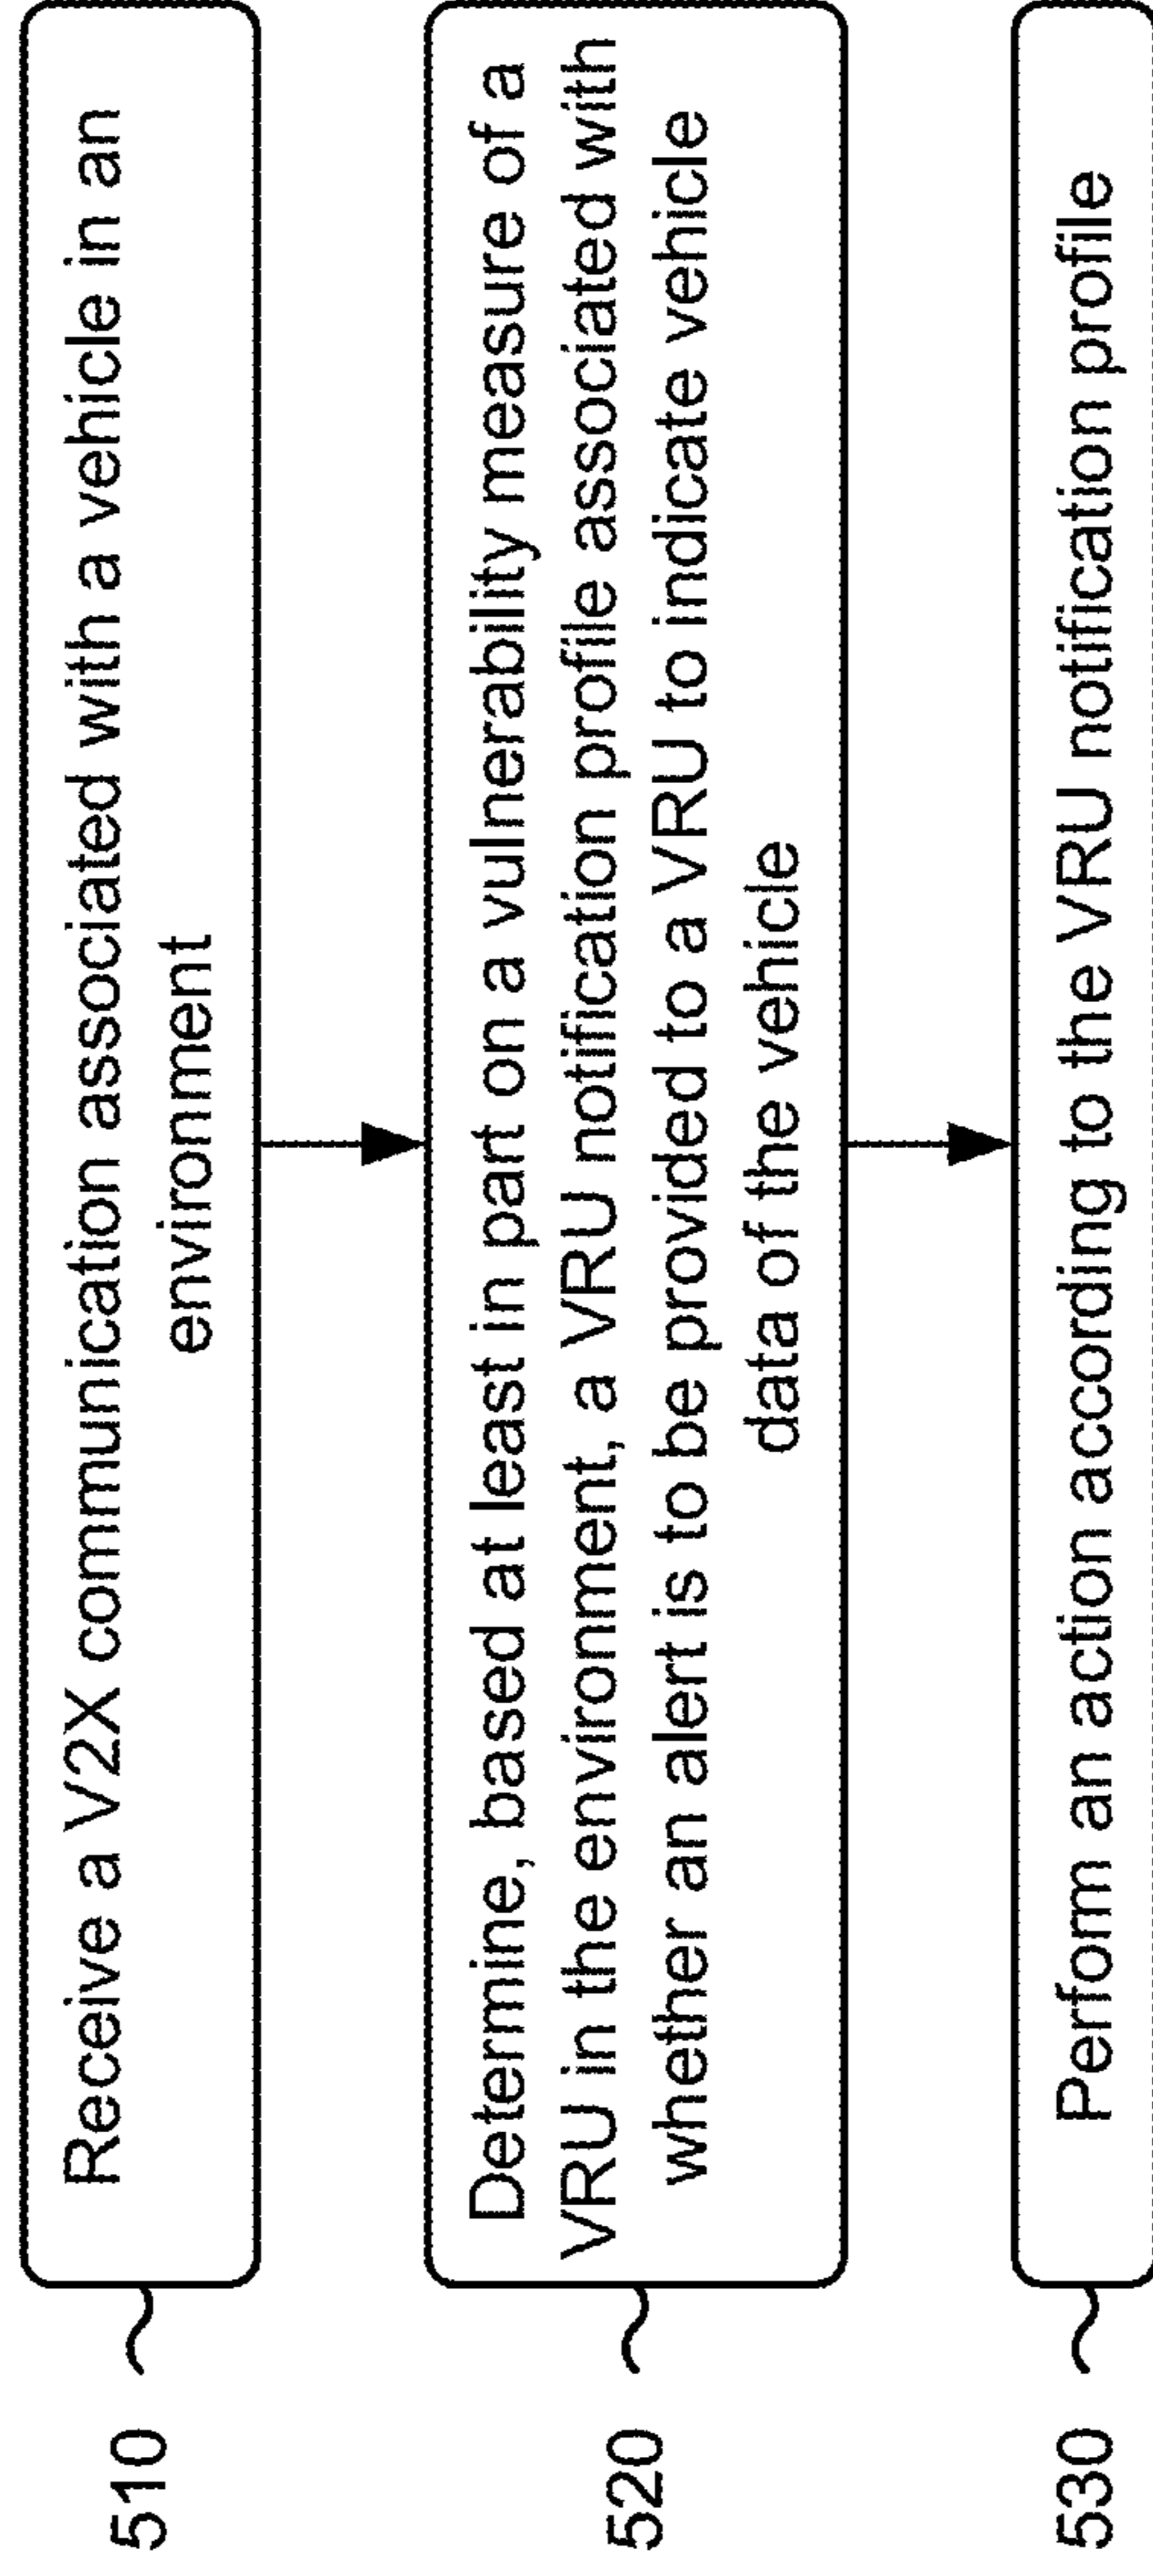 510
Receive a V2X communication associated with a vehicle in an
environment
520
Determine, based at least in part on a vulnerability measure of a
VRU in the environment, a VRU notification profile associated with
whether an alert is to be provided to a VRU to indicate vehicle
data of the vehicle
530
Perform an action according to the VRU notification profile